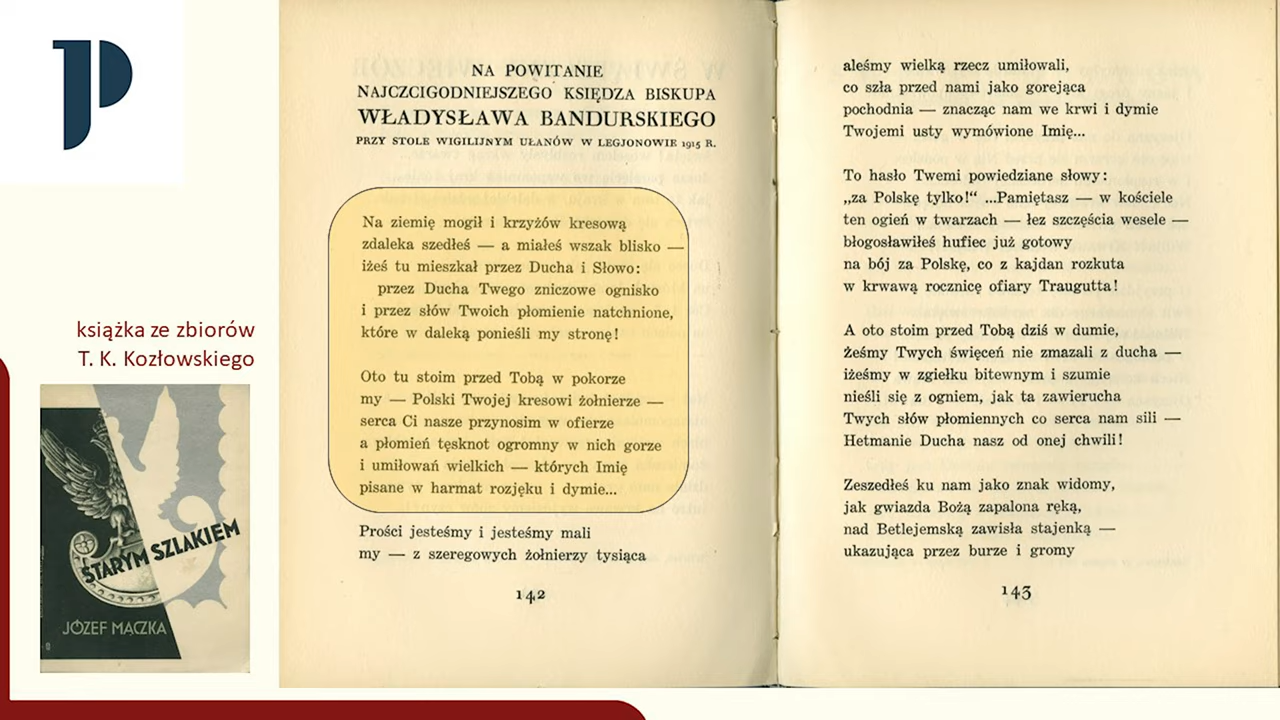 książka ze zbiorów
T. K. Kozłowskiego
STARYM SZLAKIEM
JÓZEF MĄCZKA
NA POWITANIE
NAJCZCIGODNIEJSZEGO KSIĘDZA BISKUPA
WŁADYSŁAWA BANDURSKIEGO
PRZY STOLE WIGILIJNYM UŁANÓW W LEGJONOWIE 1915 R.
Na ziemię mogił i krzyżów kresową
zdaleka szedłeś — a miałeś wszak blisko —
iżeś tu mieszkał przez Ducha i Słowo:
przez Ducha Twego zniczowe ognisko
i przez słów Twoich płomienie natchnione,
które w daleką ponieśli my stronę!
Oto tu stoim przed Tobą w pokorze
my — Polski Twojej kresowi żołnierze —
serca Ci nasze przynosim w ofierze
a płomień tęsknot ogromny w nich gorze
i umiłowań wielkich — których Imię
pisane w harmat rozjęku i dymie...
Prości jesteśmy i jesteśmy mali
my — z szeregowych żołnierzy tysiąca
142
aleśmy wielką rzecz umiłowali,
co szła przed nami jako gorejąca
pochodnia — znacząc nam we krwi i dymie
Twojemi usty wymówione Imię...
To hasło Twemi powiedziane słowy:
„za Polskę tylko!“ ...Pamiętasz — w kościele
ten ogień w twarzach — łez szczęścia wesele —
błogosławiłeś hufiec już gotowy
na bój za Polskę, co z kajdan rozkuta
w krwawą rocznicę ofiary Traugutta!
A oto stoim przed Tobą dziś w dumie,
żeśmy Twych święceń nie zmazali z ducha —
iżeśmy w zgiełku bitewnym i szumie
nieśli się z ogniem, jak ta zawierucha
Twych słów płomiennych co serca nam sili —
Hetmanie Ducha nasz od onej chwili!
Zeszedłeś ku nam jako znak widomy,
jak gwiazda Bożą zapalona ręką,
nad Betlejemską zawisła stajenką —
ukazująca przez burze i gromy
143